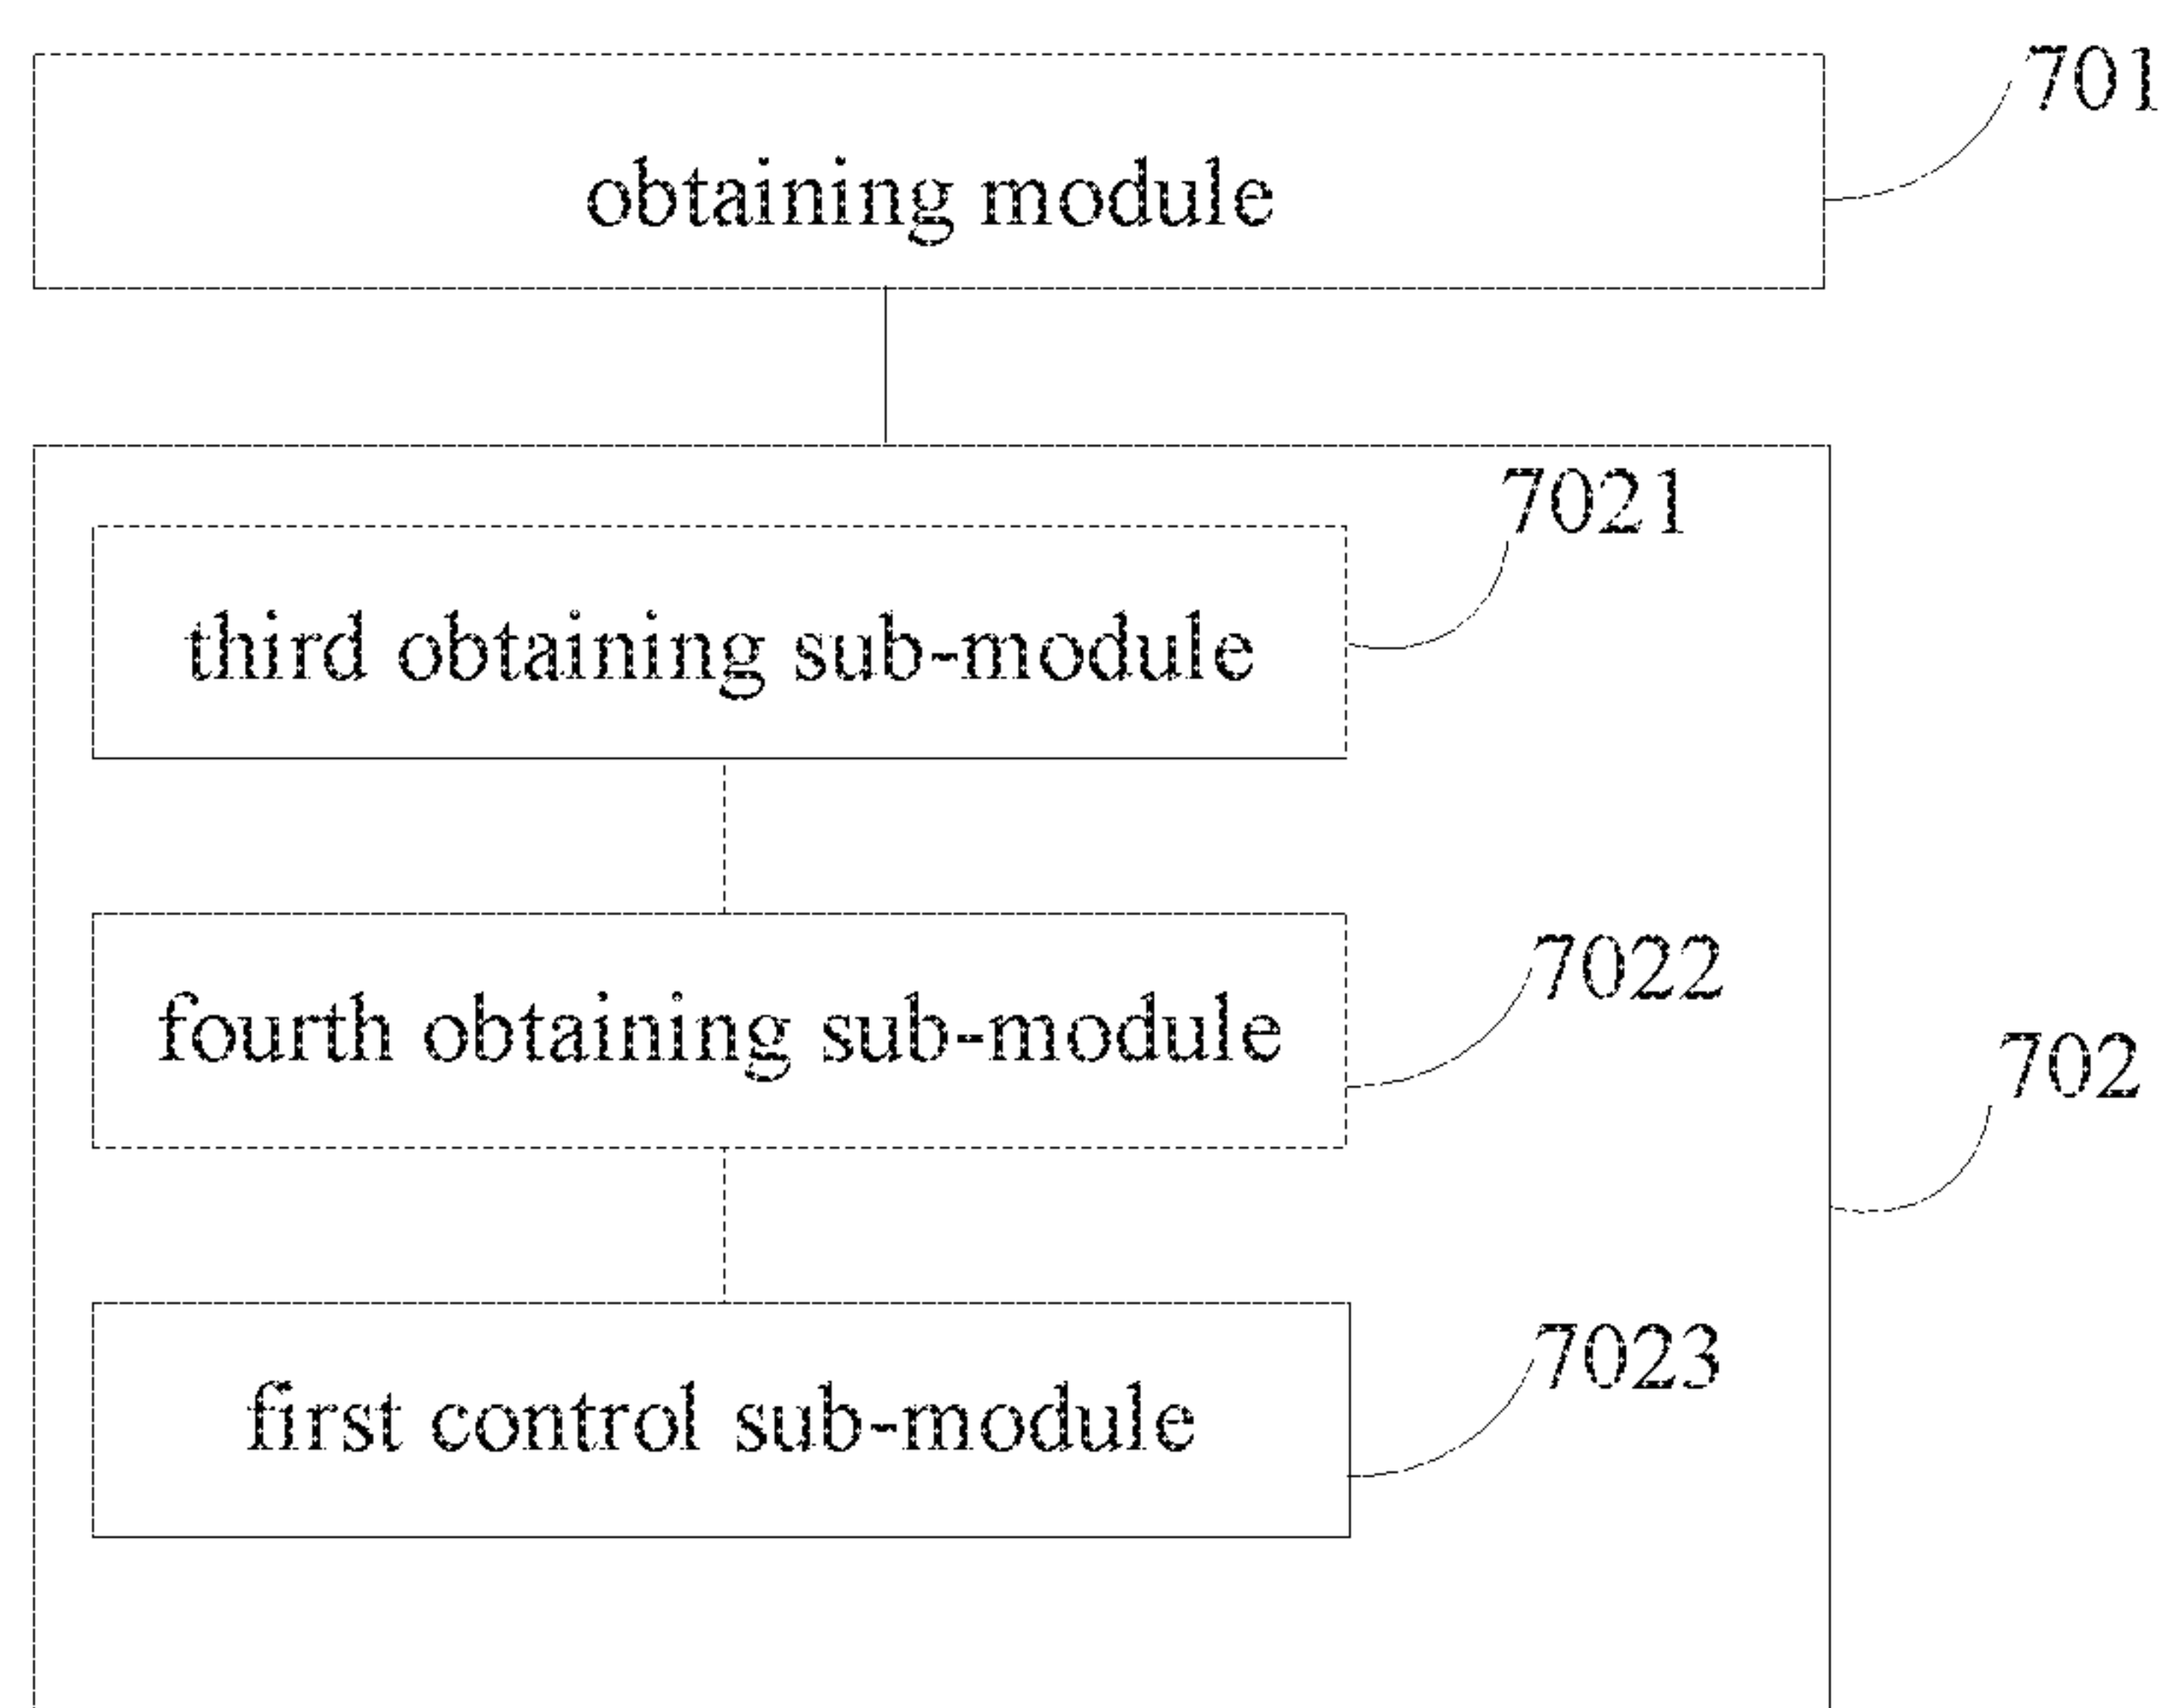 701
obtaining module
7021
third obtaining sub-module
7022
fourth obtaining sub-module
702
7023
first control sub-module